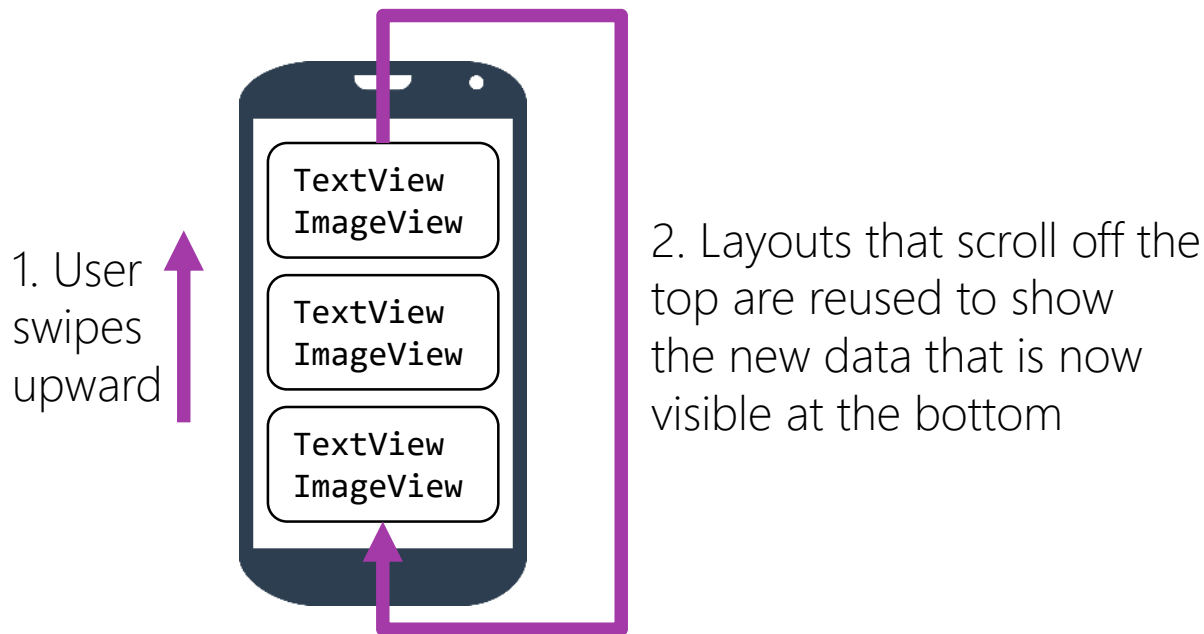 1. User
swipes
upward
TextView
ImageView
TextView
ImageView
TextView
ImageView
2. Layouts that scroll off the
top are reused to show
the new data that is now
visible at the bottom